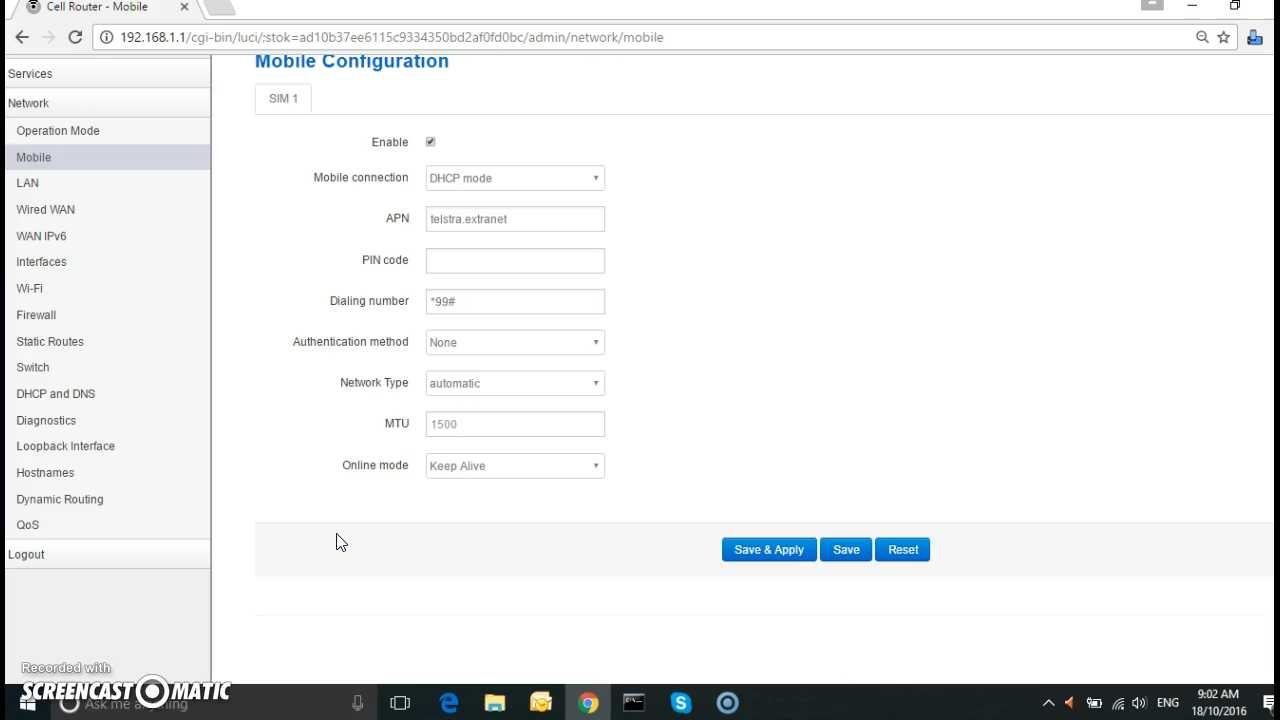 Cell Router - Mobile
192.168.1.1/cgi-bin/luci/;stok=ad10b37ee6115c9334350bd2af0fd0bc/admin/network/mobile
Services
Network
Operation Mode
Mobile
LAN
Wired WAN
WAN IPv6
Interfaces
Wi-Fi
Firewall
Static Routes
Switch
DHCP and DNS
Diagnostics
Loopback Interface
Hostnames
Dynamic Routing
QoS
Logout
Mobile Configuration
SIM 1
Enable
Mobile connection DHCP mode
APN telstra.extranet
PIN code
Dialing number *99#
Authentication method None
Network Type automatic
MTU 1500
Online mode Keep Alive
Save & Apply Save Reset
Recorded with
SCREENCAST-O-MATIC
Ask me anything
ENG
9:02 AM
18/10/2016